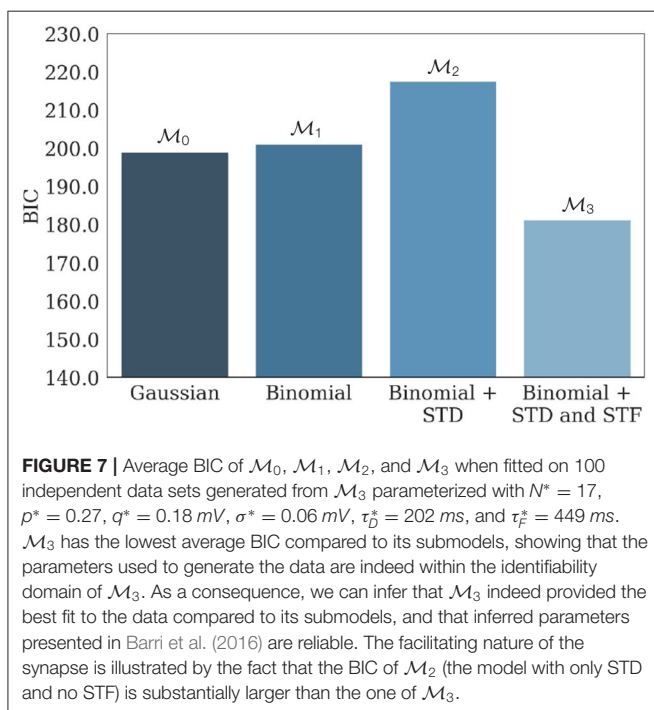 230.0
220.0
210.0
200.0
190.0
180.0
170.0
160.0
150.0
140.0
BIC
ℳ₀
ℳ₁
ℳ₂
ℳ₃
Gaussian
Binomial
Binomial +
STD
Binomial +
STD and STF
FIGURE 7 | Average BIC of ℳ₀, ℳ₁, ℳ₂, and ℳ₃ when fitted on 100
independent data sets generated from ℳ₃ parameterized with N* = 17,
p* = 0.27, q* = 0.18 mV, σ* = 0.06 mV, τ*_D = 202 ms, and τ*_F = 449 ms.
ℳ₃ has the lowest average BIC compared to its submodels, showing that the
parameters used to generate the data are indeed within the identifiability
domain of ℳ₃. As a consequence, we can infer that ℳ₃ indeed provided the
best fit to the data compared to its submodels, and that inferred parameters
presented in Barri et al. (2016) are reliable. The facilitating nature of the
synapse is illustrated by the fact that the BIC of ℳ₂ (the model with only STD
and no STF) is substantially larger than the one of ℳ₃.